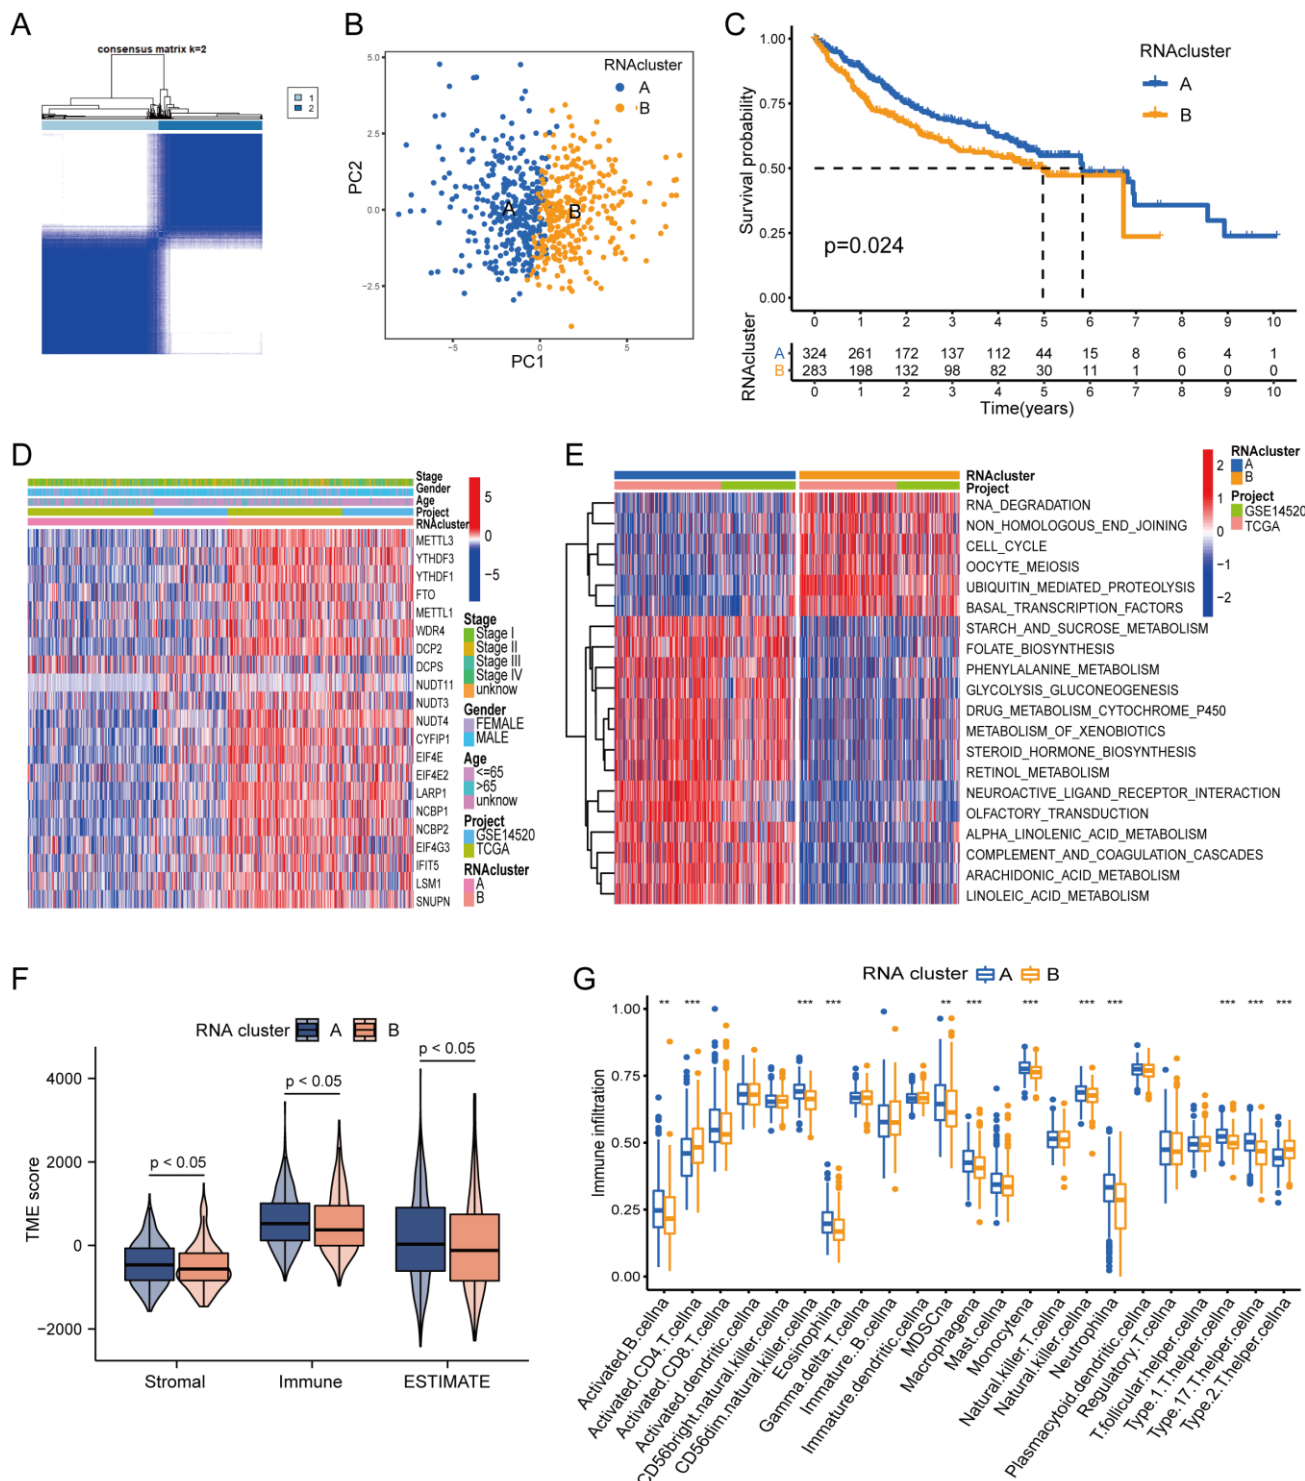 A
consensus matrix k=2
1
2
B
RNAcluster
A
B
A
B
5.0
2.5
0.0
−2.5
PC2
−5
0
5
PC1
C
RNAcluster
A
B
1.00
0.75
0.50
0.25
0.00
Survival probability
p=0.024
0 1 2 3 4 5 6 7 8 9 10
RNAcluster
A 324 261 172 137 112 44 15 8 6 4 1
B 283 198 132 98 82 30 11 1 0 0 0
0 1 2 3 4 5 6 7 8 9 10
Time(years)
D
Stage
Gender
Age
Project
RNAcluster
METTL3
YTHDF3
YTHDF1
FTO
METTL1
WDR4
DCP2
DCPS
NUDT11
NUDT3
NUDT4
CYFIP1
EIF4E
EIF4E2
LARP1
NCBP1
NCBP2
EIF4G3
IFIT5
LSM1
SNUPN
5
0
−5
Stage
Stage I
Stage II
Stage III
Stage IV
unknow
Gender
FEMALE
MALE
Age
<=65
>65
unknow
Project
GSE14520
TCGA
RNAcluster
A
B
E
RNAcluster
Project
RNA_DEGRADATION
NON_HOMOLOGOUS_END_JOINING
CELL_CYCLE
OOCYTE_MEIOSIS
UBIQUITIN_MEDIATED_PROTEOLYSIS
BASAL_TRANSCRIPTION_FACTORS
STARCH_AND_SUCROSE_METABOLISM
FOLATE_BIOSYNTHESIS
PHENYLALANINE_METABOLISM
GLYCOLYSIS_GLUCONEOGENESIS
DRUG_METABOLISM_CYTOCHROME_P450
METABOLISM_OF_XENOBIOTICS
STEROID_HORMONE_BIOSYNTHESIS
RETINOL_METABOLISM
NEUROACTIVE_LIGAND_RECEPTOR_INTERACTION
OLFACTORY_TRANSDUCTION
ALPHA_LINOLENIC_ACID_METABOLISM
COMPLEMENT_AND_COAGULATION_CASCADES
ARACHIDONIC_ACID_METABOLISM
LINOLEIC_ACID_METABOLISM
2
1
0
−1
−2
RNAcluster
A
B
Project
GSE14520
TCGA
F
RNA cluster A B
p < 0.05
p < 0.05
p < 0.05
4000
2000
0
−2000
TME score
Stromal Immune ESTIMATE
G
RNA cluster A B
** *** *** *** ** *** *** *** *** *** *** ***
1.00
0.75
0.50
0.25
0.00
Immune infiltration
Activated.B.cellna
Activated.CD4.T.cellna
Activated.CD8.T.cellna
Activated.dendritic.cellna
CD56bright.natural.killer.cellna
CD56dim.natural.killer.cellna
Eosinophilna
Gamma.delta.T.cellna
Immature..B.cellna
Immature.dendritic.cellna
MDSCna
Macrophagena
Mast.cellna
Monocytena
Natural.killer.T.cellna
Natural.killer.cellna
Neutrophilna
Plasmacytoid.dendritic.cellna
Regulatory.T.cellna
T.follicular.helper.cellna
Type.1.T.helper.cellna
Type.17.T.helper.cellna
Type.2.T.helper.cellna